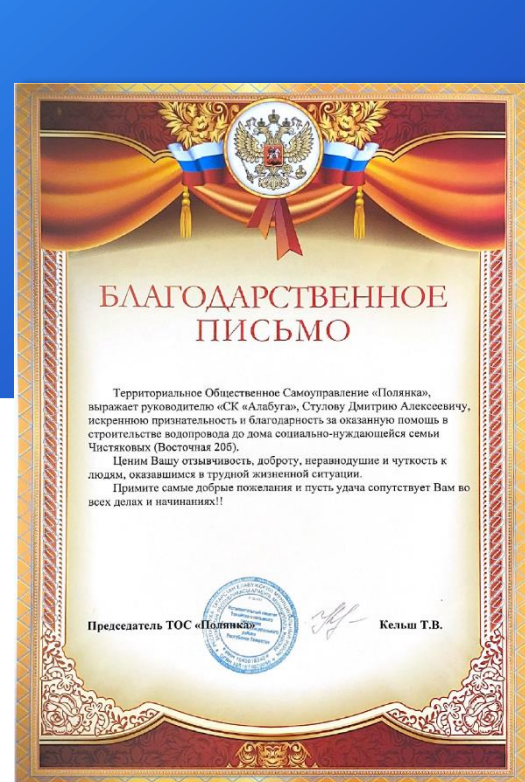 БЛАГОДАРСТВЕННОЕ
ПИСЬМО
Территориальное Общественное Самоуправление «Полянка»,
выражает руководителю «СК «Алабуга», Стулову Дмитрию Алексеевичу,
искреннюю признательность и благодарность за оказанную помощь в
строительстве водопровода до дома социально-нуждающейся семьи
Чистяковых (Восточная 20б).
Ценим Вашу отзывчивость, доброту, неравнодушие и чуткость к
людям, оказавшимся в трудной жизненной ситуации.
Примите самые добрые пожелания и пусть удача сопутствует Вам во
всех делах и начинаниях!!
Председатель ТОС «Полянка» Кельш Т.В.